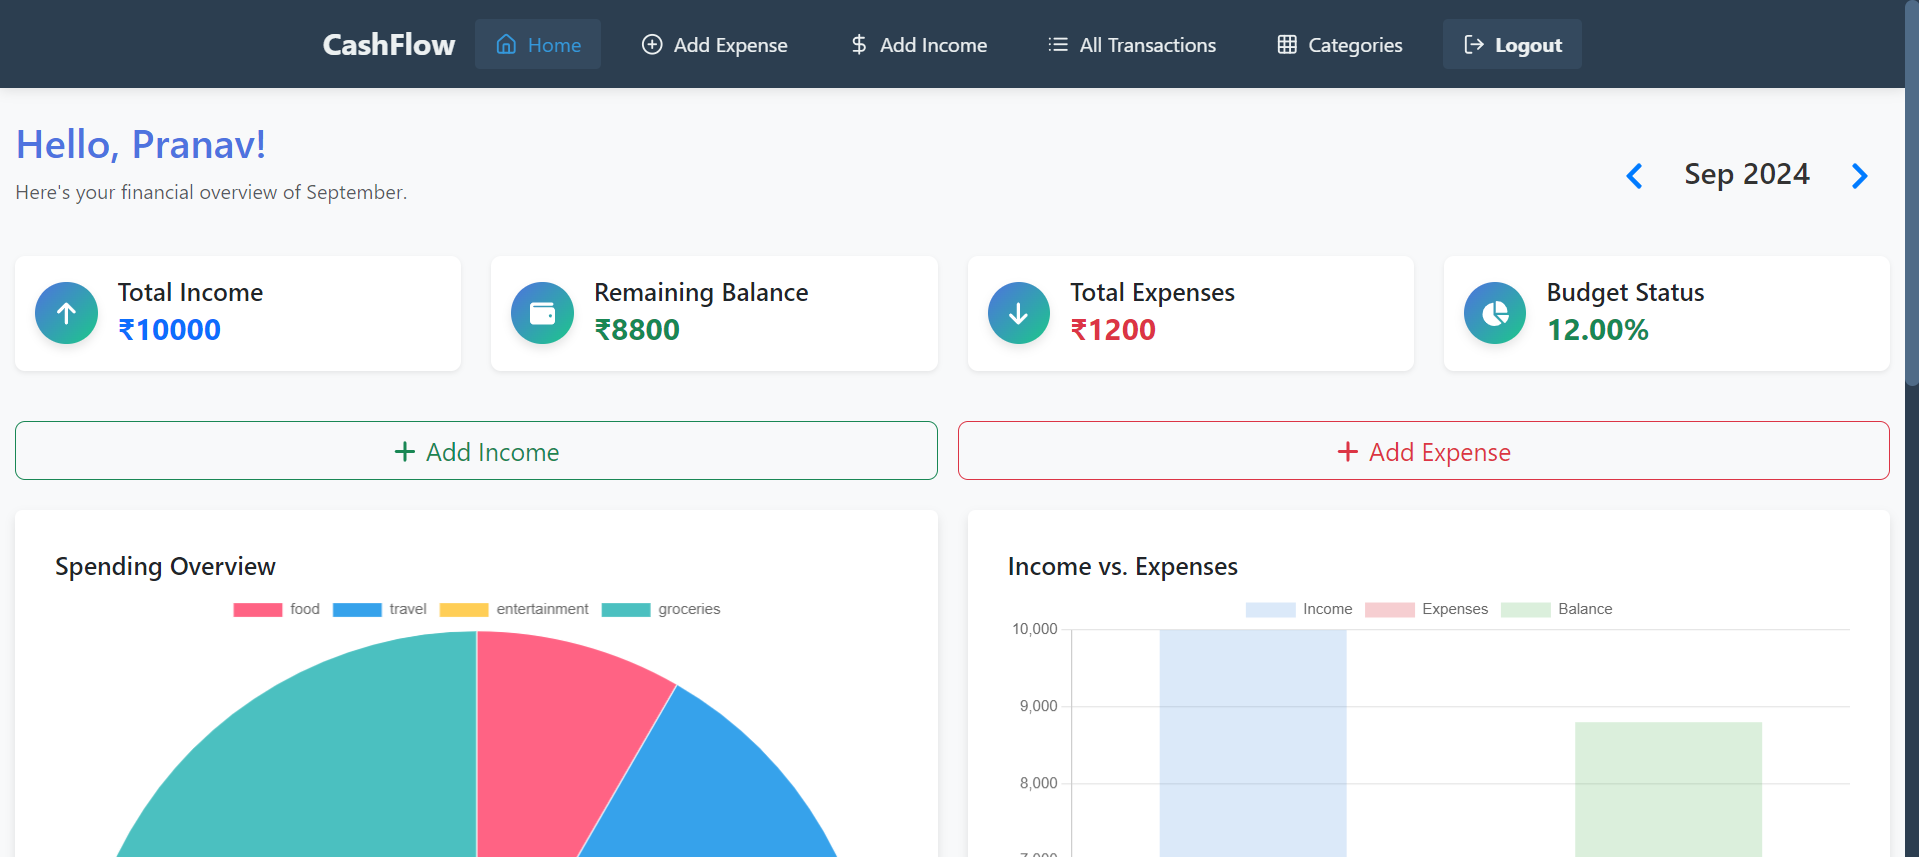 CashFlow Home Add Expense Add Income All Transactions Categories Logout
Hello, Pranav!
Here's your financial overview of September.
Sep 2024
Total Income
₹10000
Remaining Balance
₹8800
Total Expenses
₹1200
Budget Status
12.00%
Add Income
Add Expense
Spending Overview
food travel entertainment groceries
Income vs. Expenses
Income Expenses Balance
10,000
9,000
8,000